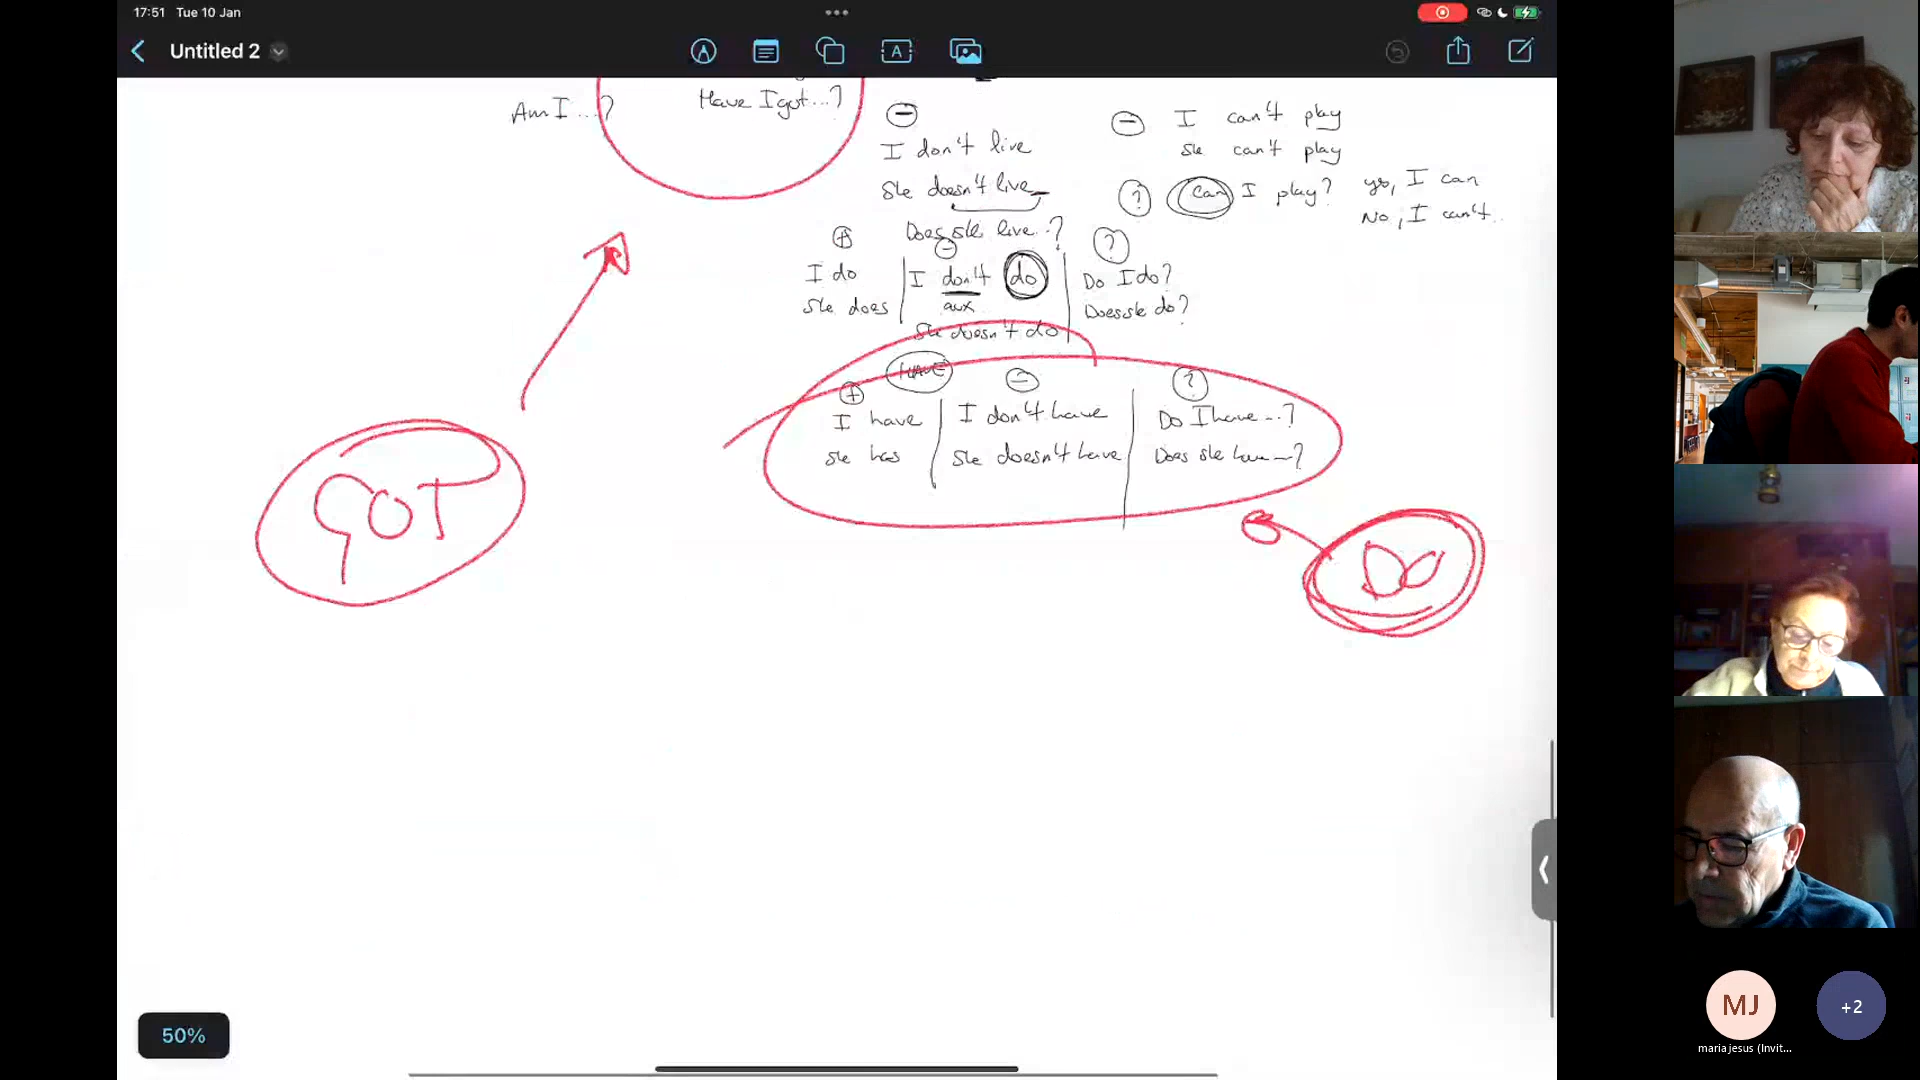 17:51 Tue 10 Jan
Untitled 2
Am I ...?
Have I got ...?
⊖
I don't live
She doesn't live
Does she live ..?
⊖ I can't play
She can't play
? Can I play? Yes, I can
No, I can't.
⊕ ⊖ ?
I do | I don't do | Do I do?
She does | aux | Does she do?
She doesn't do
HAVE
⊕ ⊖ ?
I have | I don't have | Do I have ...?
She has | She doesn't have | Does she have ...?
GOT
DO
50%
MJ
+2
maria jesus (Invit...